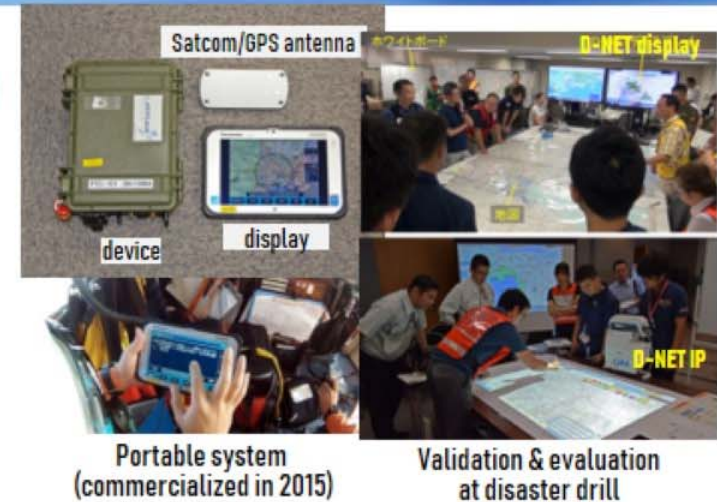 Satcom/GPS antenna
device
display
Portable system
(commercialized in 2015)
ホワイトボード
D-NET display
地図
D-NET IP
Validation & evaluation
at disaster drill